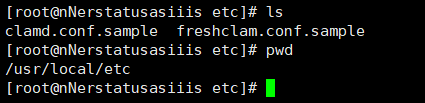 [root@nNerstatusasiiis etc]# ls
clamd.conf.sample  freshclam.conf.sample
[root@nNerstatusasiiis etc]# pwd
/usr/local/etc
[root@nNerstatusasiiis etc]#